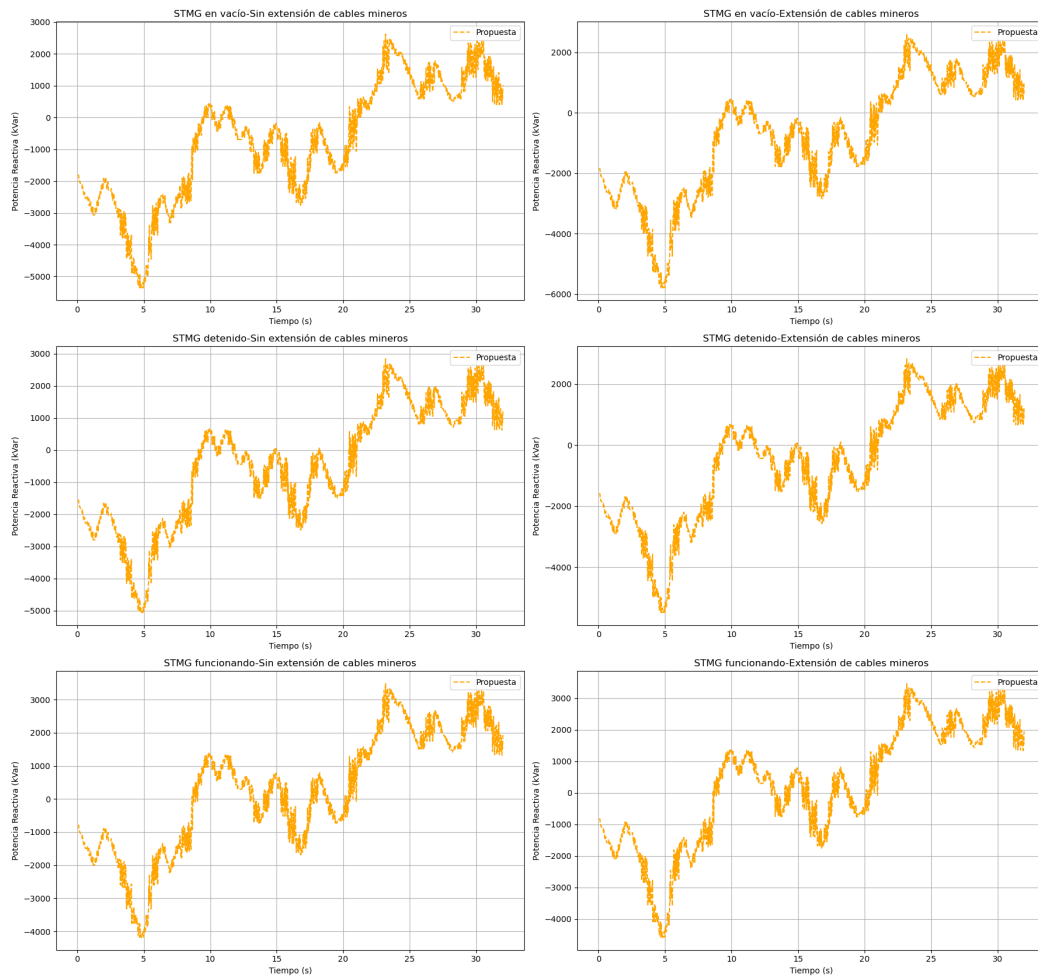 STMG en vacío-Sin extensión de cables mineros
Propuesta
Potencia Reactiva (kVar)
3000
2000
1000
0
−1000
−2000
−3000
−4000
−5000
0 5 10 15 20 25 30
Tiempo (s)
STMG en vacío-Extensión de cables mineros
Propuesta
Potencia Reactiva (kVar)
2000
0
−2000
−4000
−6000
0 5 10 15 20 25 30
Tiempo (s)
STMG detenido-Sin extensión de cables mineros
Propuesta
Potencia Reactiva (kVar)
3000
2000
1000
0
−1000
−2000
−3000
−4000
−5000
0 5 10 15 20 25 30
Tiempo (s)
STMG detenido-Extensión de cables mineros
Propuesta
Potencia Reactiva (kVar)
2000
0
−2000
−4000
0 5 10 15 20 25 30
Tiempo (s)
STMG funcionando-Sin extensión de cables mineros
Propuesta
Potencia Reactiva (kVar)
3000
2000
1000
0
−1000
−2000
−3000
−4000
0 5 10 15 20 25 30
Tiempo (s)
STMG funcionando-Extensión de cables mineros
Propuesta
Potencia Reactiva (kVar)
3000
2000
1000
0
−1000
−2000
−3000
−4000
0 5 10 15 20 25 30
Tiempo (s)